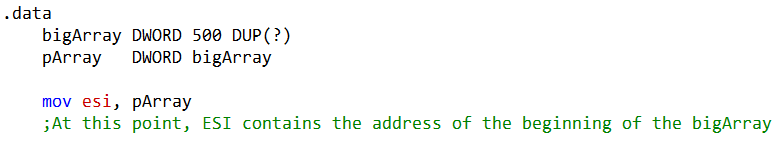 .data
bigArray DWORD 500 DUP(?)
pArray DWORD bigArray
mov esi, pArray
;At this point, ESI contains the address of the beginning of the bigArray